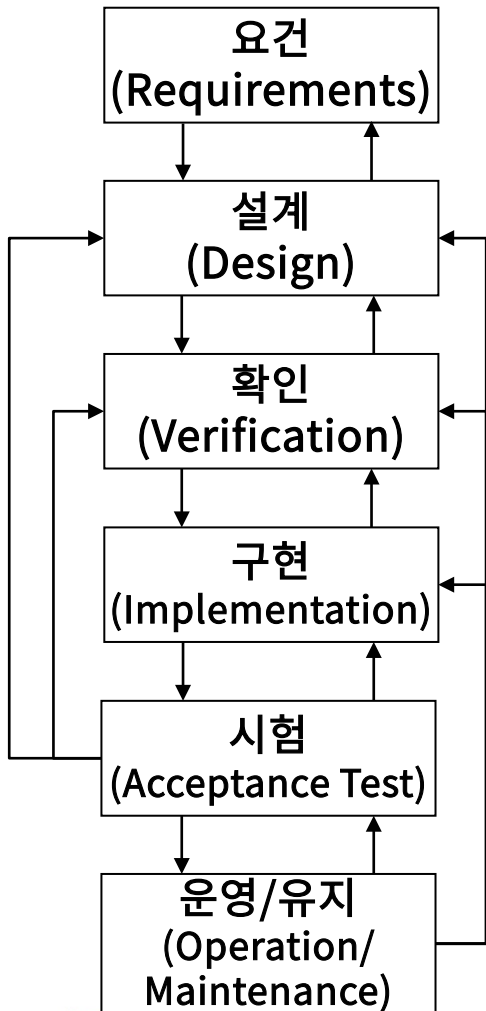 요건
(Requirements)
설계
(Design)
확인
(Verification)
구현
(Implementation)
시험
(Acceptance Test)
운영/유지
(Operation/
Maintenance)